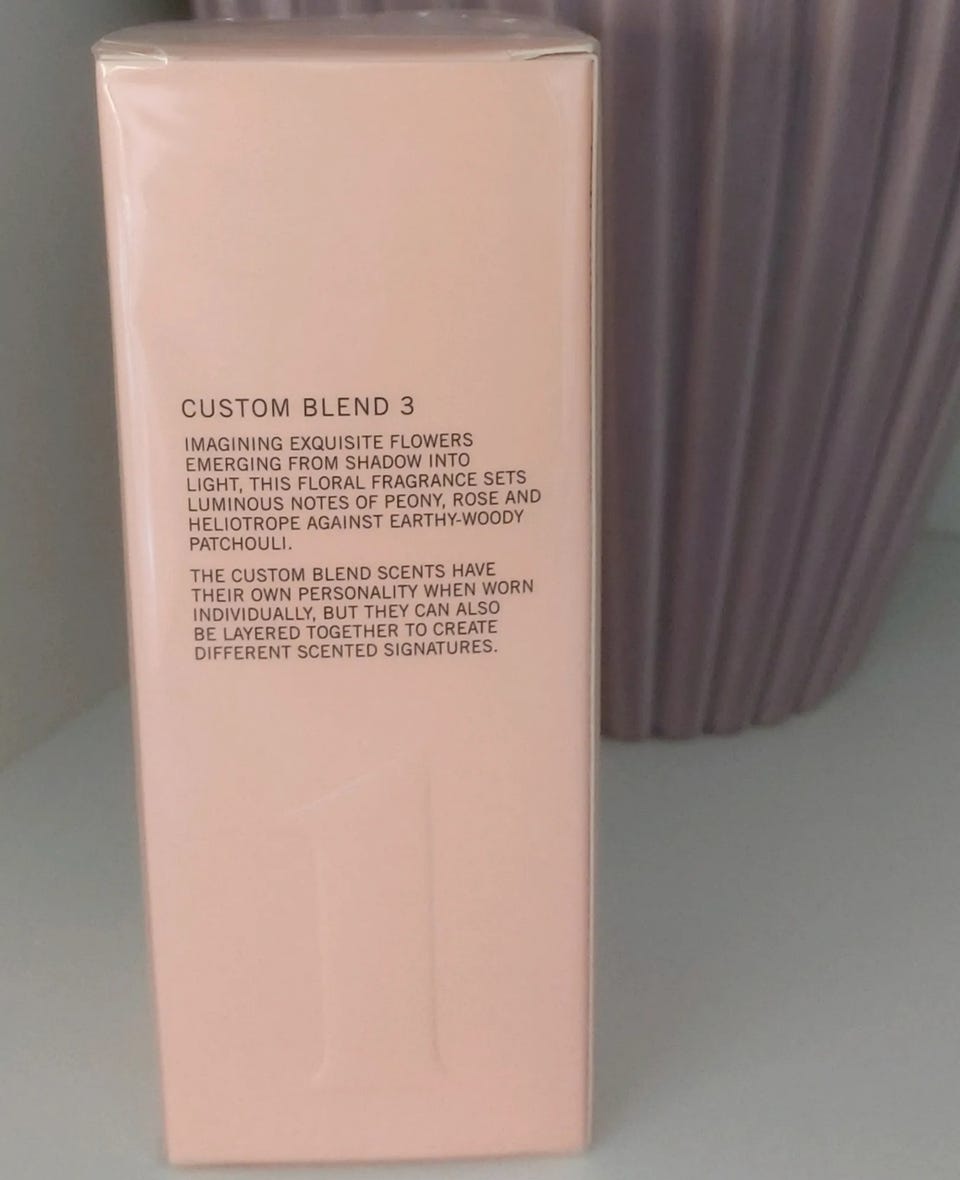 CUSTOM BLEND 3
IMAGINING EXQUISITE FLOWERS
EMERGING FROM SHADOW INTO
LIGHT, THIS FLORAL FRAGRANCE SETS
LUMINOUS NOTES OF PEONY, ROSE AND
HELIOTROPE AGAINST EARTHY-WOODY
PATCHOULI.
THE CUSTOM BLEND SCENTS HAVE
THEIR OWN PERSONALITY WHEN WORN
INDIVIDUALLY, BUT THEY CAN ALSO
BE LAYERED TOGETHER TO CREATE
DIFFERENT SCENTED SIGNATURES.
1